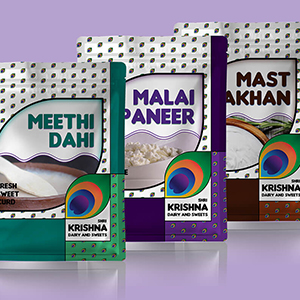 MEETHI
DAHI
FRESH
SWEET
CURD
SHRI
KRISHNA
DAIRY AND SWEETS
MALAI
PANEER
SHRI
KRISHNA
DAIRY AND SWEETS
MAST
AKHAN
SHRI
KRISHNA
DAIRY AND SWEETS